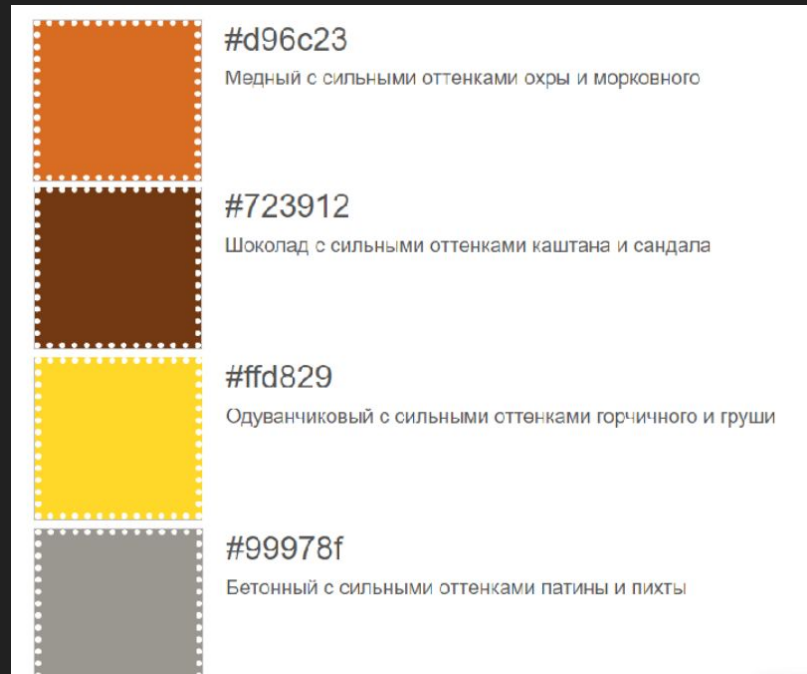 #d96c23
Медный с сильными оттенками охры и морковного
#723912
Шоколад с сильными оттенками каштана и сандала
#ffd829
Одуванчиковый с сильными оттенками горчичного и груши
#99978f
Бетонный с сильными оттенками патины и пихты